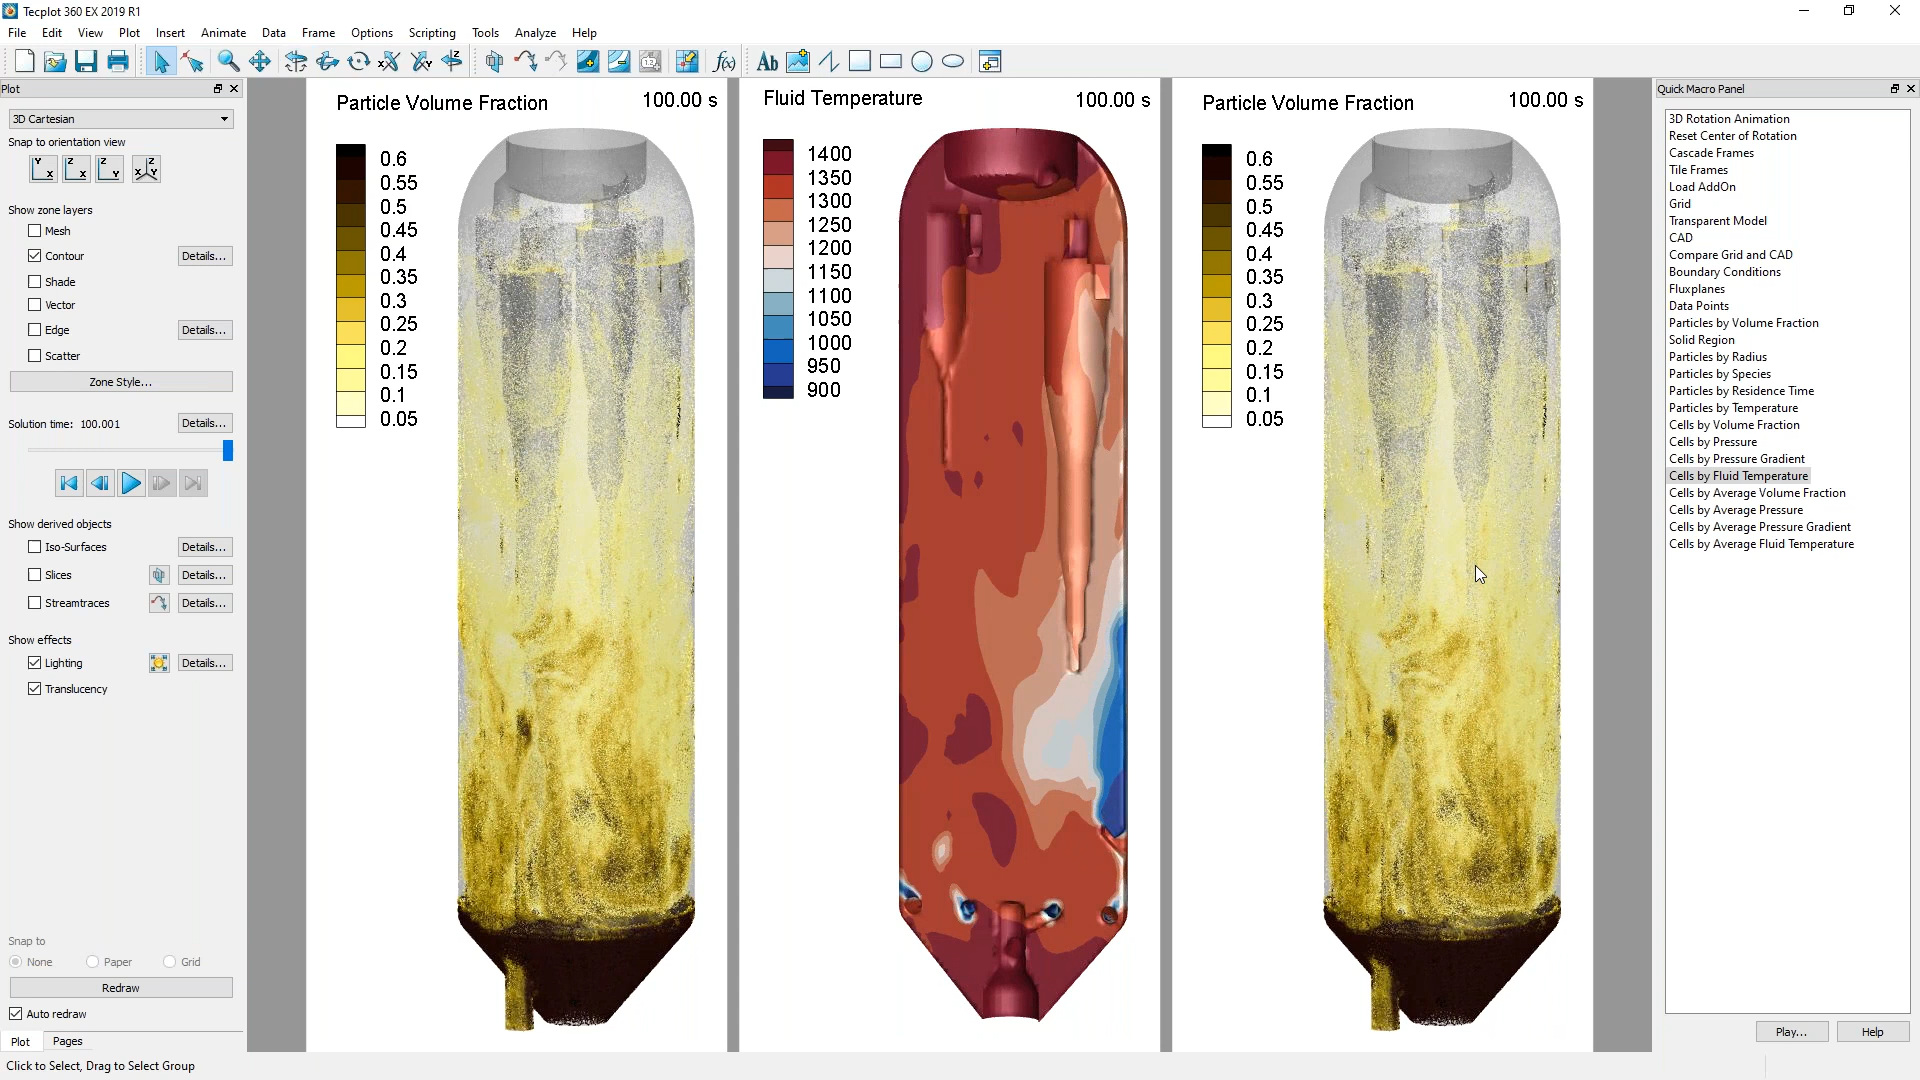 Tecplot 360 EX 2019 R1
File Edit View Plot Insert Animate Data Frame Options Scripting Tools Analyze Help
Plot
3D Cartesian
Snap to orientation view
Y X Z X Z Y Z X Y
Show zone layers
Mesh
Contour Details...
Shade
Vector
Edge Details...
Scatter
Zone Style...
Solution time: 100.001 Details...
Show derived objects
Iso-Surfaces Details...
Slices Details...
Streamtraces Details...
Show effects
Lighting Details...
Translucency
Snap to
None Paper Grid
Redraw
Auto redraw
Plot Pages
Click to Select, Drag to Select Group
Particle Volume Fraction 100.00 s
0.6
0.55
0.5
0.45
0.4
0.35
0.3
0.25
0.2
0.15
0.1
0.05
Fluid Temperature 100.00 s
1400
1350
1300
1250
1200
1150
1100
1050
1000
950
900
Particle Volume Fraction 100.00 s
0.6
0.55
0.5
0.45
0.4
0.35
0.3
0.25
0.2
0.15
0.1
0.05
Quick Macro Panel
3D Rotation Animation
Reset Center of Rotation
Cascade Frames
Tile Frames
Load AddOn
Grid
Transparent Model
CAD
Compare Grid and CAD
Boundary Conditions
Fluxplanes
Data Points
Particles by Volume Fraction
Solid Region
Particles by Radius
Particles by Species
Particles by Residence Time
Particles by Temperature
Cells by Volume Fraction
Cells by Pressure
Cells by Pressure Gradient
Cells by Fluid Temperature
Cells by Average Volume Fraction
Cells by Average Pressure
Cells by Average Pressure Gradient
Cells by Average Fluid Temperature
Play... Help